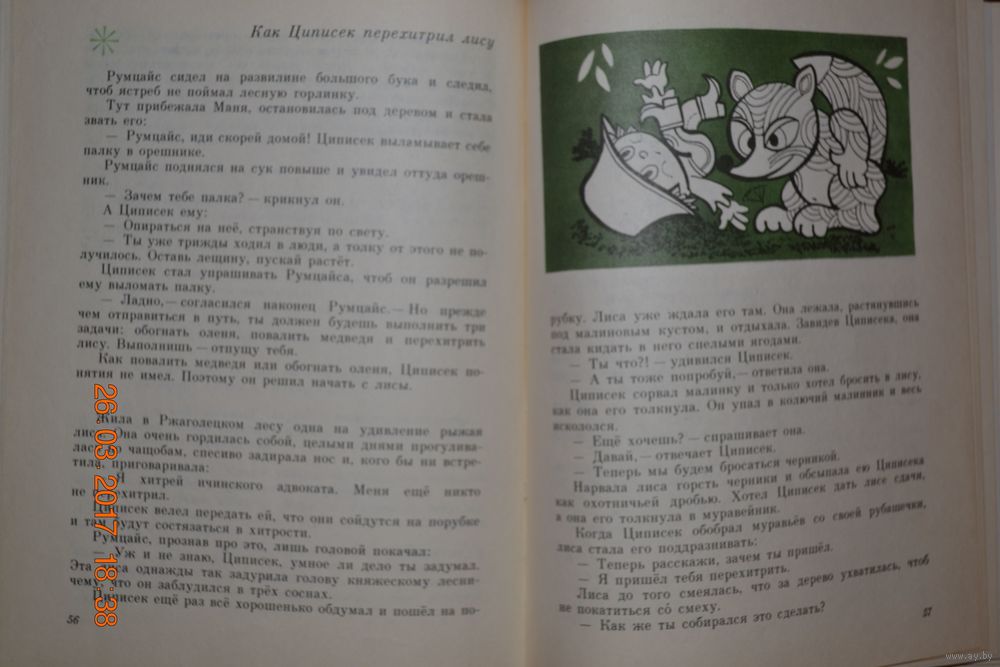 Как Циписек перехитрил лису
Румцайс сидел на развилине большого бука и следил,
чтоб ястреб не поймал лесную горлинку.
Тут прибежала Маня, остановилась под деревом и стала
звать его:
— Румцайс, иди скорей домой! Циписек выламывает себе
палку в орешнике.
Румцайс поднялся на сук повыше и увидел оттуда ореш-
ник.
— Зачем тебе палка? — крикнул он.
А Циписек ему:
— Опираться на неё, странствуя по свету.
— Ты уже трижды ходил в люди, а толку от этого не по-
лучилось. Оставь лещину, пускай растёт.
Циписек стал упрашивать Румцайса, чтоб он разрешил
ему выломать палку.
— Ладно, — согласился наконец Румцайс. — Но прежде
чем отправиться в путь, ты должен будешь выполнить три
задачи: обогнать оленя, повалить медведя и перехитрить
лису. Выполнишь — отпущу тебя.
Как повалить медведя или обогнать оленя, Циписек по-
нятия не имел. Поэтому он решил начать с лисы.
Жила в Ржаголецком лесу одна на удивление рыжая
лиса. Она очень гордилась собой, целыми днями прогулива-
лась по чащобам, спесиво задирала нос и, кого бы ни встре-
тила, приговаривала:
— Я хитрей ичинского адвоката. Меня ещё никто
не перехитрил.
Циписек велел передать ей, что они сойдутся на порубке
и там будут состязаться в хитрости.
Румцайс, прознав про это, лишь головой покачал:
— Уж и не знаю, Циписек, умное ли дело ты задумал.
Эта лиса однажды так задурила голову княжескому лесни-
чему, что он заблудился в трёх соснах.
Циписек ещё раз всё хорошенько обдумал и пошёл на по-
56
26.03.2017 18:38
рубку. Лиса уже ждала его там. Она лежала, растянувшись
под малиновым кустом, и отдыхала. Завидев Циписека, она
стала кидать в него спелыми ягодами.
— Ты что?! — удивился Циписек.
— А ты тоже попробуй, — ответила она.
Циписек сорвал малинку и только хотел бросить в лису,
как она его толкнула. Он упал в колючий малинник и весь
искололся.
— Ещё хочешь? — спрашивает она.
— Давай, — отвечает Циписек.
— Теперь мы будем бросаться черникой.
Нарвала лиса горсть черники и обсыпала ею Циписека
как охотничьей дробью. Хотел Циписек дать лисе сдачи,
а она его толкнула в муравейник.
Когда Циписек обобрал муравьёв со своей рубашечки,
лиса стала его поддразнивать:
— Теперь расскажи, зачем ты пришёл.
— Я пришёл тебя перехитрить.
Лиса до того смеялась, что за дерево ухватилась, чтоб
не покатиться со́ смеху.
— Как же ты собирался это сделать?
57
www.ay.by